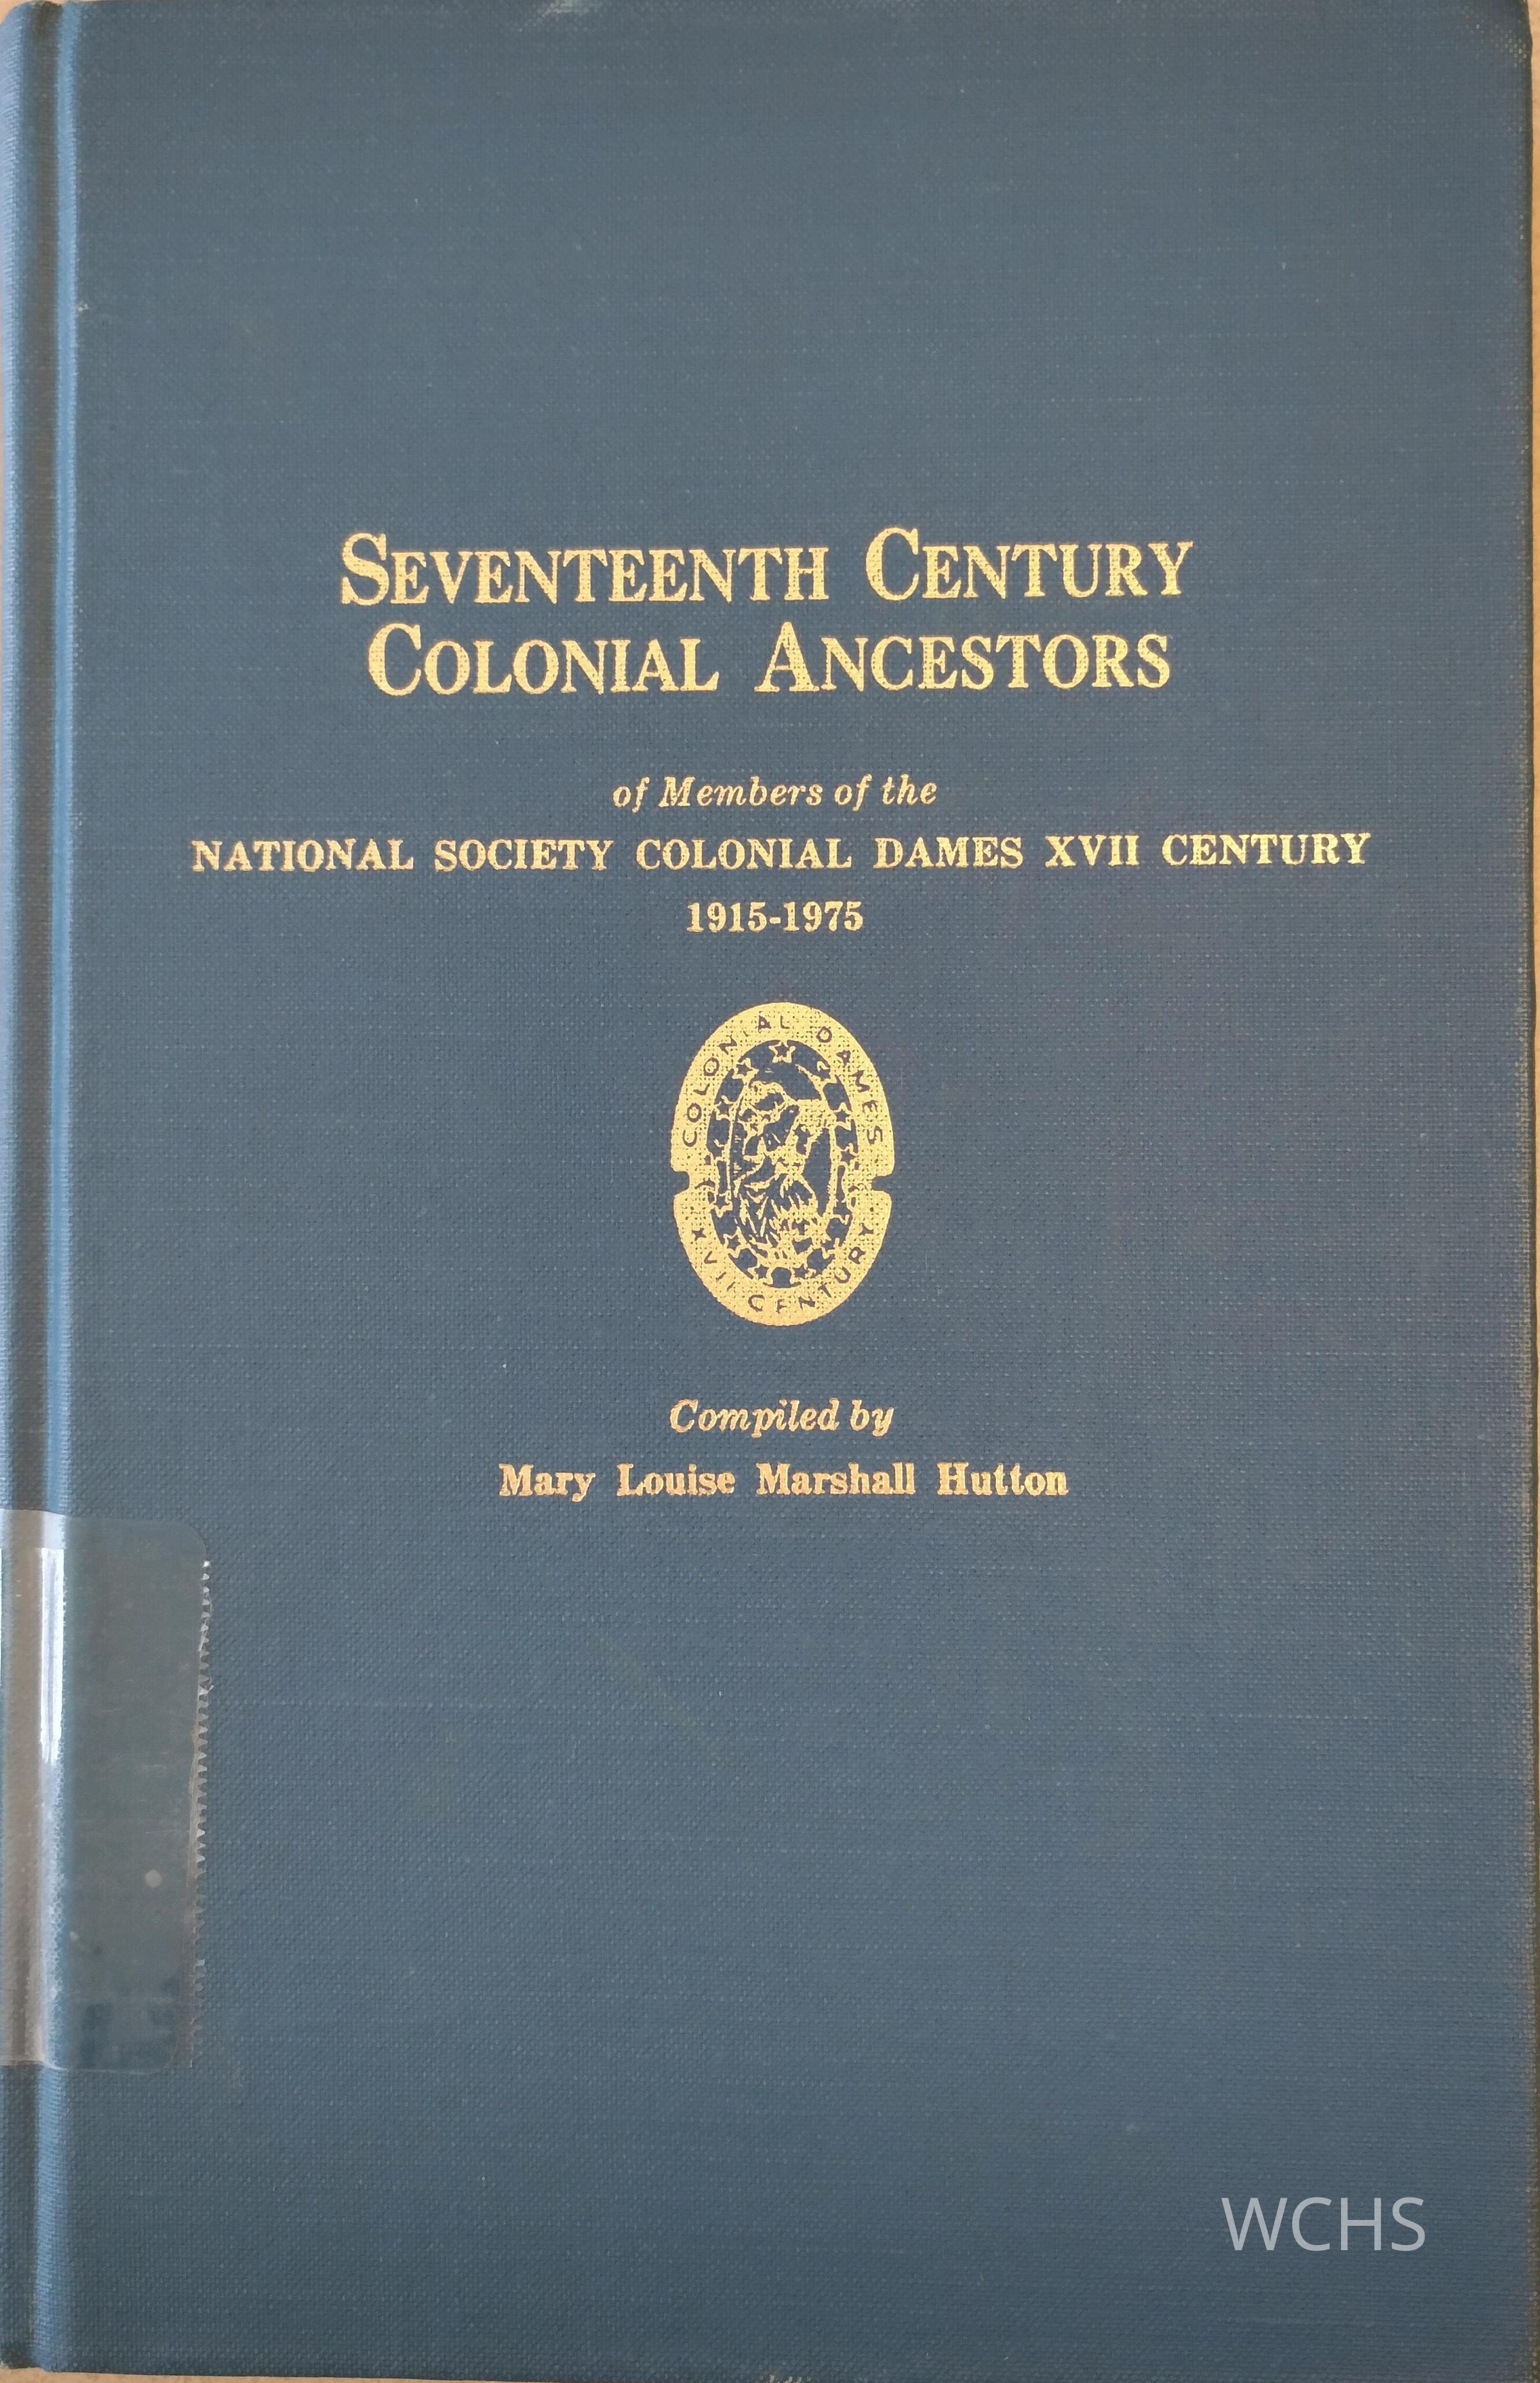 SEVENTEENTH CENTURY
COLONIAL ANCESTORS
of Members of the
NATIONAL SOCIETY COLONIAL DAMES XVII CENTURY
1915-1975
COLONIAL DAMES
XVII CENTURY
Compiled by
Mary Louise Marshall Hutton
WCHS